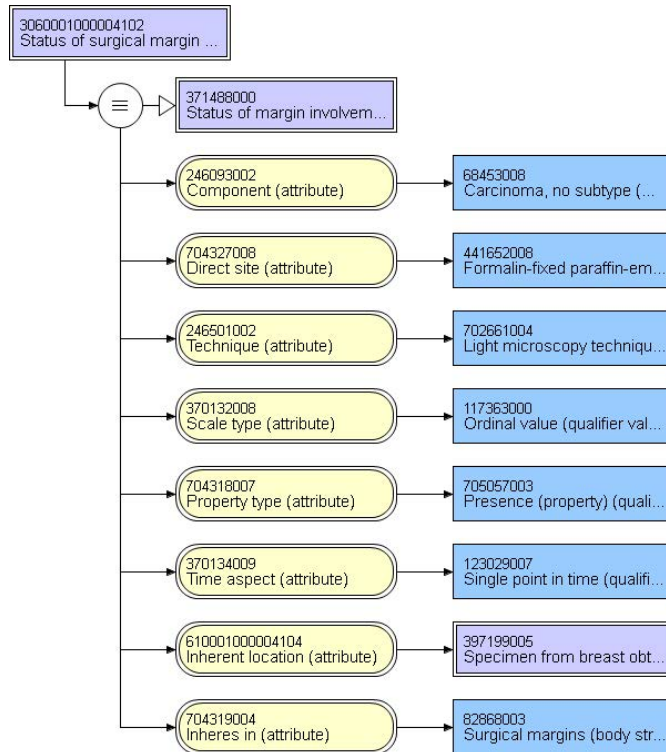 3060001000004102
Status of surgical margin ...
≡
371488000
Status of margin involvem...
246093002
Component (attribute)
68453008
Carcinoma, no subtype (...
704327008
Direct site (attribute)
441652008
Formalin-fixed paraffin-em...
246501002
Technique (attribute)
702661004
Light microscopy techniqu...
370132008
Scale type (attribute)
117363000
Ordinal value (qualifier val...
704318007
Property type (attribute)
705057003
Presence (property) (quali...
370134009
Time aspect (attribute)
123029007
Single point in time (qualifi...
610001000004104
Inherent location (attribute)
397199005
Specimen from breast obt...
704319004
Inheres in (attribute)
82868003
Surgical margins (body str...